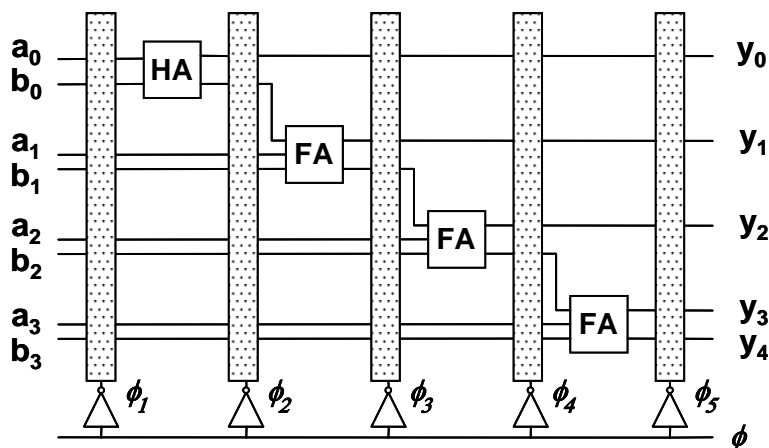 a₀ HA y₀
b₀
a₁ FA y₁
b₁
a₂ FA y₂
b₂
a₃ FA y₃
b₃ y₄
ϕ₁ ϕ₂ ϕ₃ ϕ₄ ϕ₅
ϕ